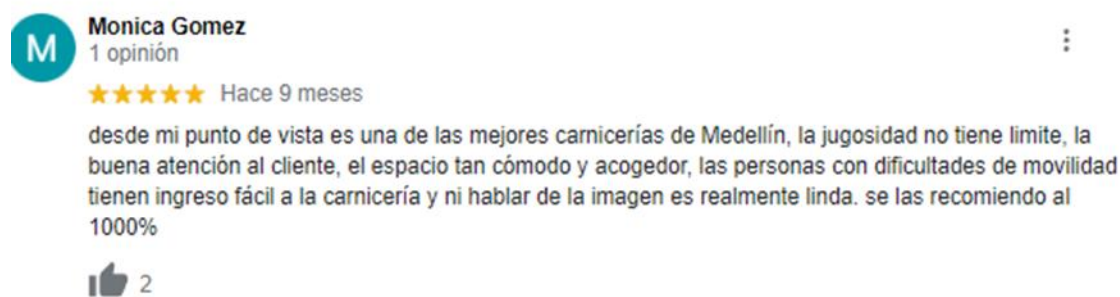 M
Monica Gomez
1 opinión
Hace 9 meses
desde mi punto de vista es una de las mejores carnicerías de Medellín, la jugosidad no tiene limite, la
buena atención al cliente, el espacio tan cómodo y acogedor, las personas con dificultades de movilidad
tienen ingreso fácil a la carnicería y ni hablar de la imagen es realmente linda. se las recomiendo al
1000%
2